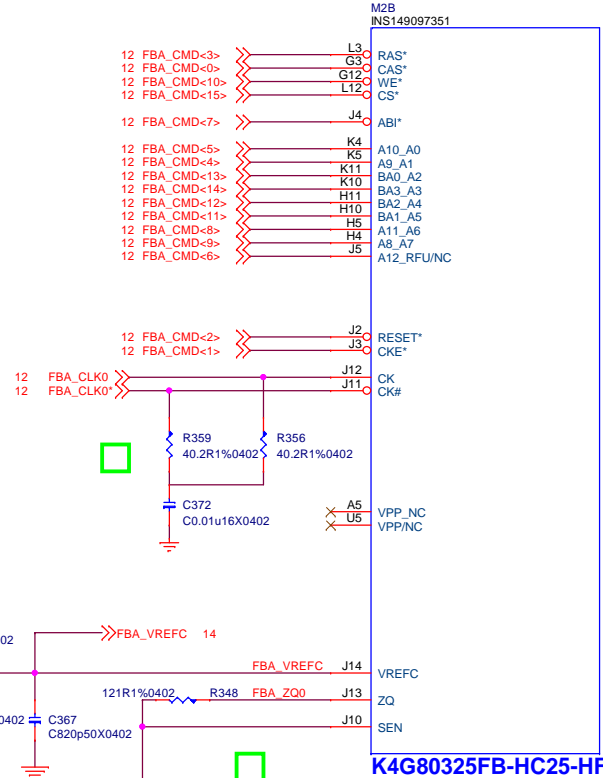 M2B
INS149097351
12 FBA_CMD<3> L3 RAS*
12 FBA_CMD<0> G3 CAS*
12 FBA_CMD<10> G12 WE*
12 FBA_CMD<15> L12 CS*
12 FBA_CMD<7> J4 ABI*
12 FBA_CMD<5> K4 A10_A0
12 FBA_CMD<4> K5 A9_A1
12 FBA_CMD<13> K11 BA0_A2
12 FBA_CMD<14> K10 BA3_A3
12 FBA_CMD<12> H11 BA2_A4
12 FBA_CMD<11> H10 BA1_A5
12 FBA_CMD<8> H5 A11_A6
12 FBA_CMD<9> H4 A8_A7
12 FBA_CMD<6> J5 A12_RFU/NC
12 FBA_CMD<2> J2 RESET*
12 FBA_CMD<1> J3 CKE*
12 FBA_CLK0 J12 CK
12 FBA_CLK0* J11 CK#
R359 R356
40.2R1%0402 40.2R1%0402
C372
C0.01u16X0402
A5 VPP_NC
U5 VPP/NC
02 FBA_VREFC 14
FBA_VREFC J14 VREFC
121R1%0402 R348 FBA_ZQ0 J13 ZQ
0402 C367 J10 SEN
C820p50X0402
K4G80325FB-HC25-HF